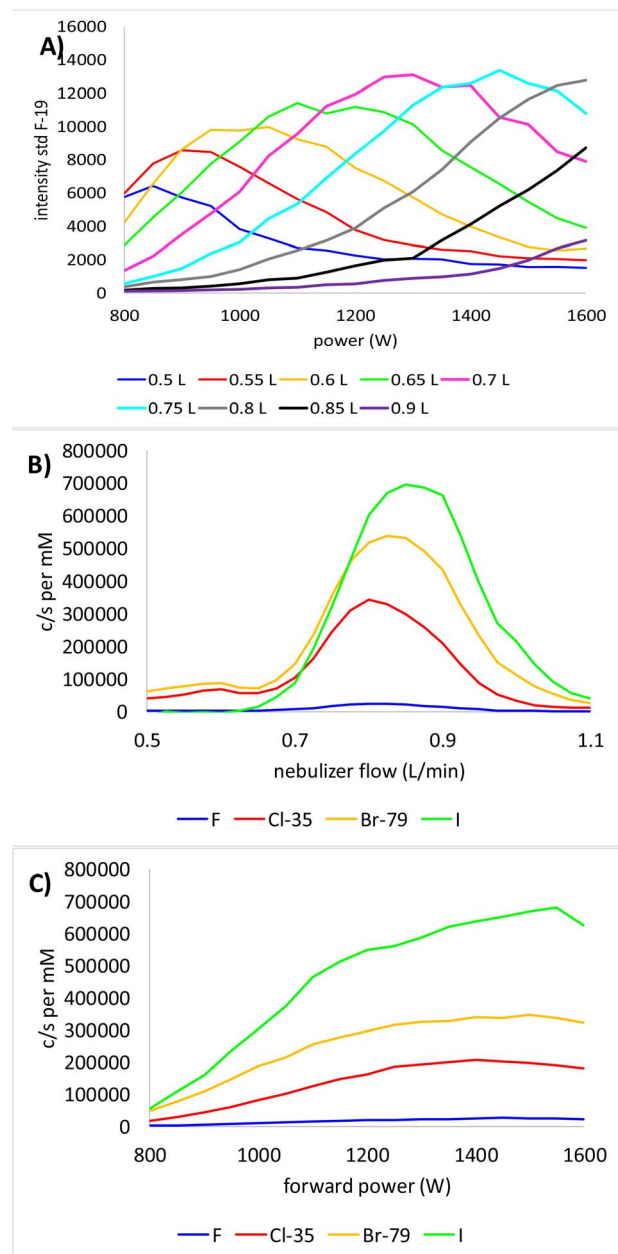 A)
intensity std F-19
16000
14000
12000
10000
8000
6000
4000
2000
0
800 1000 1200 1400 1600
power (W)
0.5 L 0.55 L 0.6 L 0.65 L 0.7 L
0.75 L 0.8 L 0.85 L 0.9 L
B)
c/s per mM
800000
700000
600000
500000
400000
300000
200000
100000
0
0.5 0.7 0.9 1.1
nebulizer flow (L/min)
F Cl-35 Br-79 I
C)
c/s per mM
800000
700000
600000
500000
400000
300000
200000
100000
0
800 1000 1200 1400 1600
forward power (W)
F Cl-35 Br-79 I